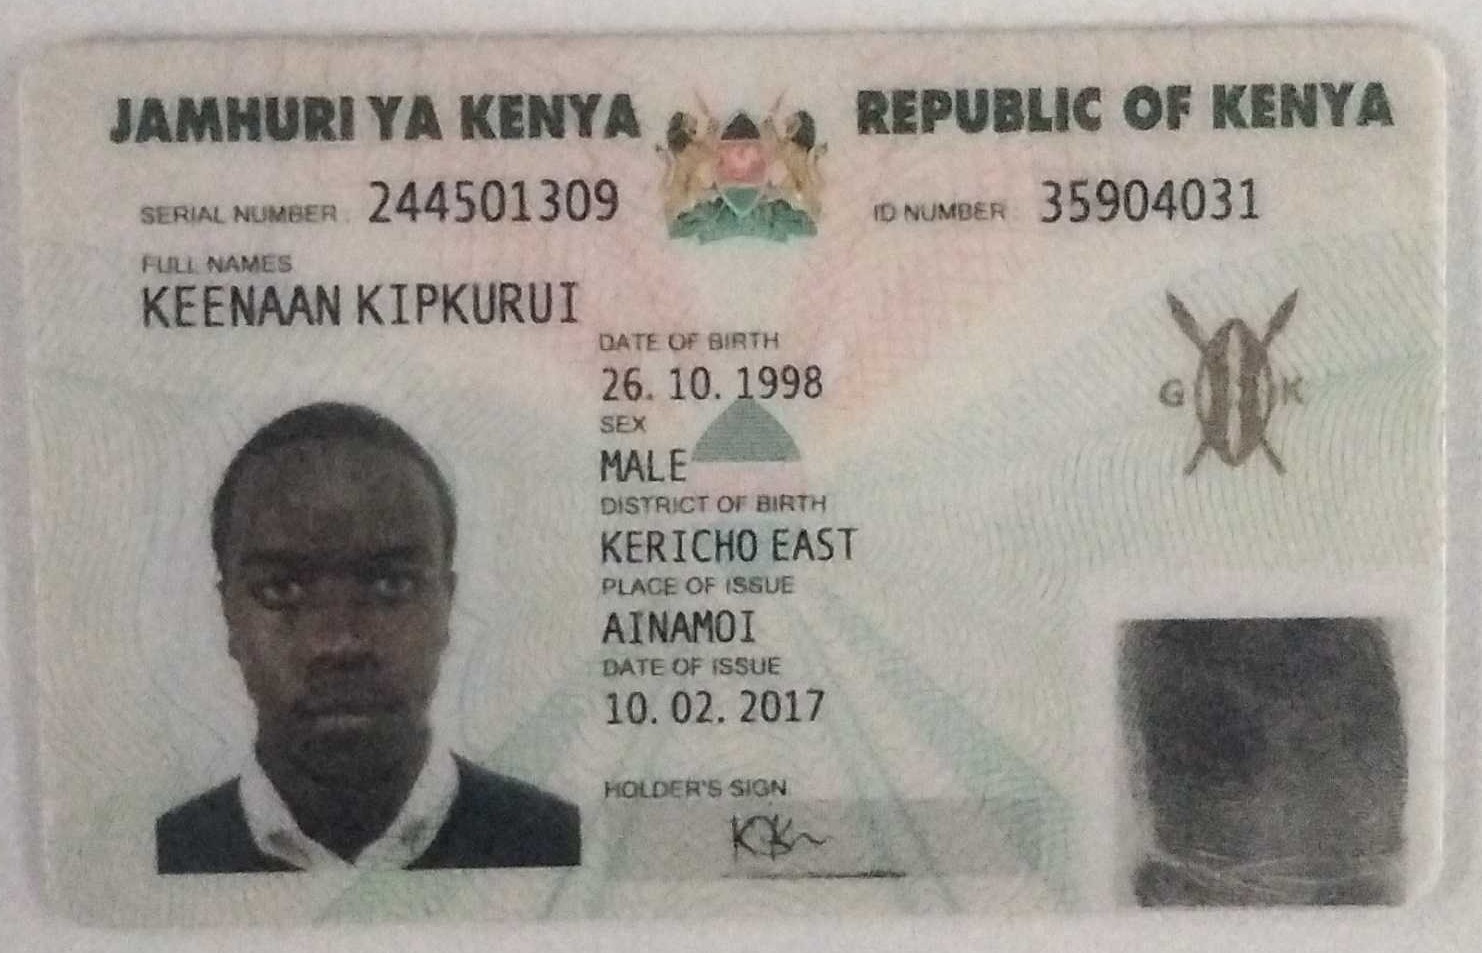 JAMHURI YA KENYA REPUBLIC OF KENYA
SERIAL NUMBER: 244501309 ID NUMBER: 35904031
FULL NAMES
KEENAAN KIPKURUI
DATE OF BIRTH
26. 10. 1998
SEX
MALE
DISTRICT OF BIRTH
KERICHO EAST
PLACE OF ISSUE
AINAMOI
DATE OF ISSUE
10. 02. 2017
HOLDER'S SIGN
G K